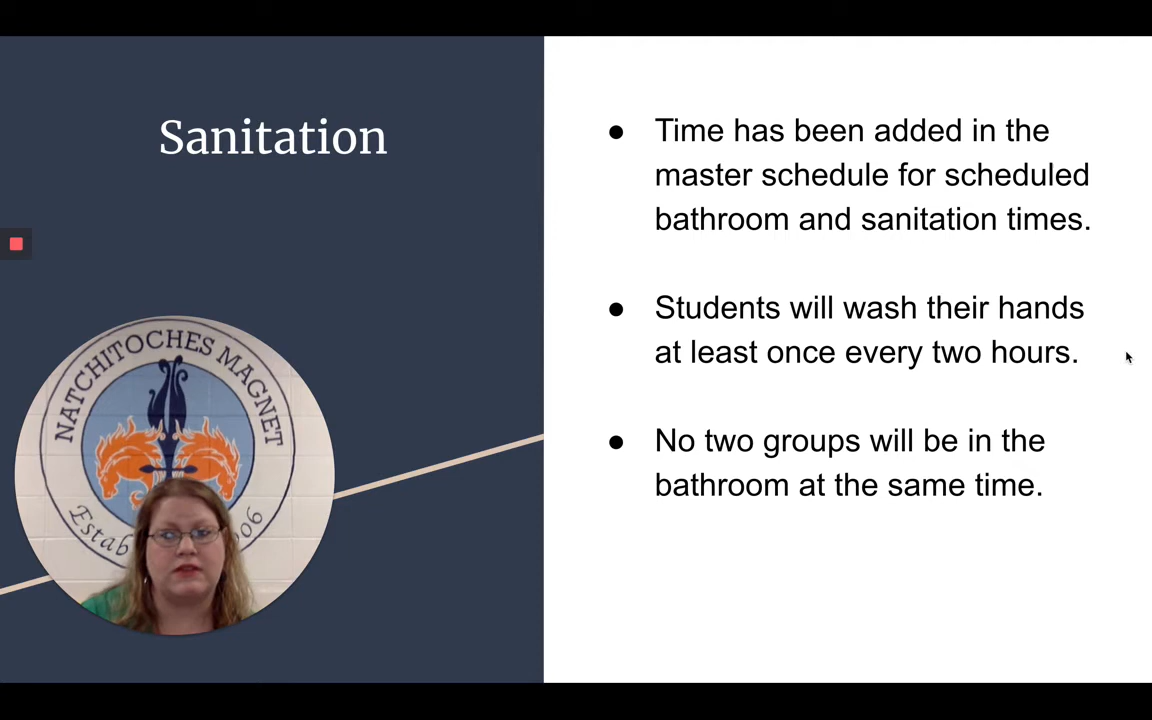 Sanitation
● Time has been added in the
master schedule for scheduled
bathroom and sanitation times.
● Students will wash their hands
at least once every two hours.
● No two groups will be in the
bathroom at the same time.
NATCHITOCHES MAGNET